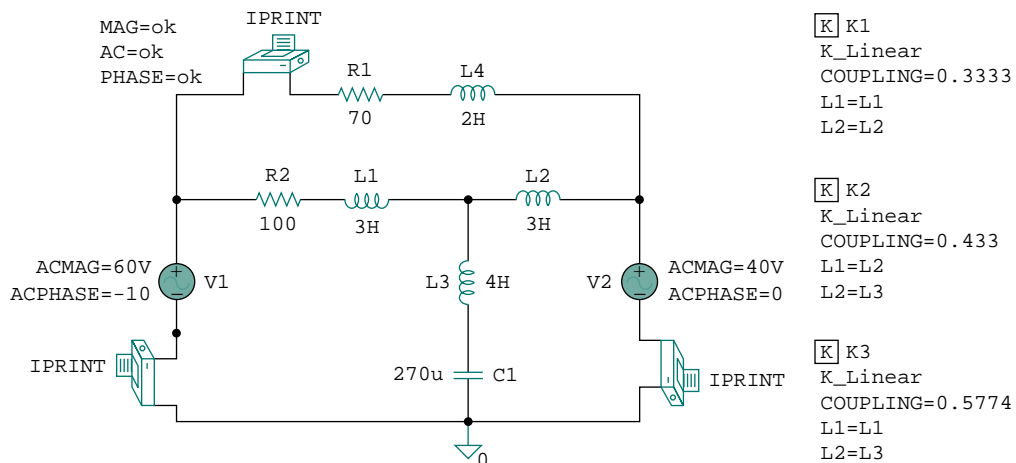 MAG=ok
AC=ok
PHASE=ok
IPRINT
R1
70
L4
2H
R2
100
L1
3H
L2
3H
ACMAG=60V
ACPHASE=-10
V1
L3
4H
V2
ACMAG=40V
ACPHASE=0
IPRINT
270u
C1
IPRINT
0
K K1
K_Linear
COUPLING=0.3333
L1=L1
L2=L2
K K2
K_Linear
COUPLING=0.433
L1=L2
L2=L3
K K3
K_Linear
COUPLING=0.5774
L1=L1
L2=L3